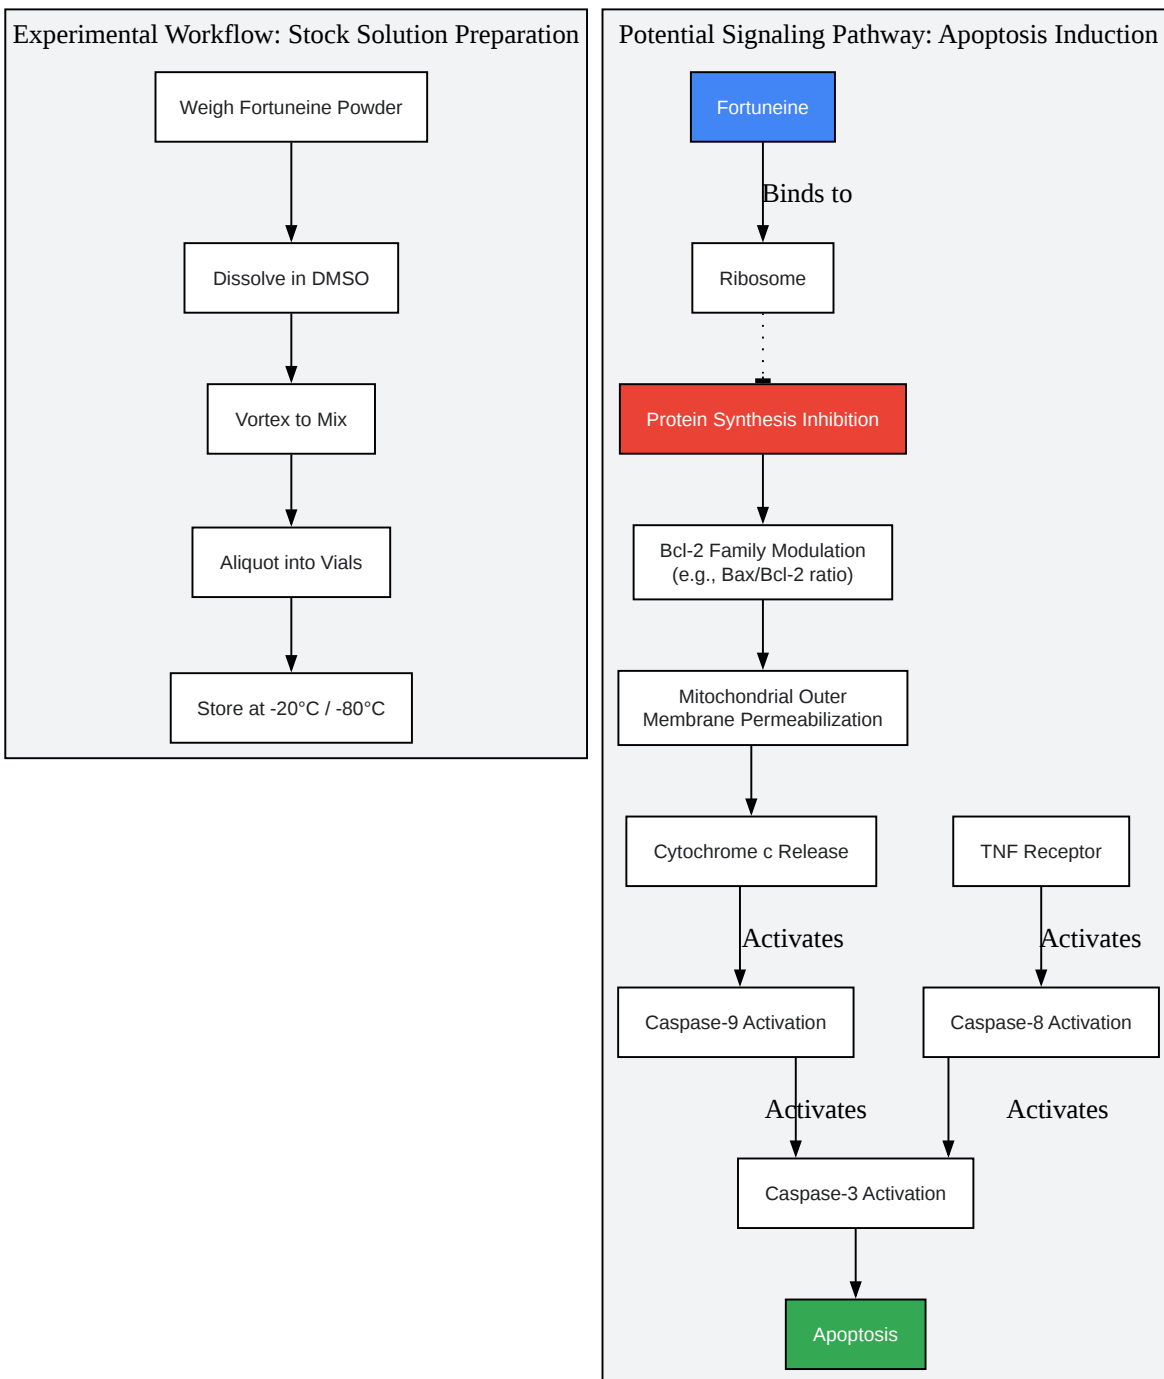 Experimental Workflow: Stock Solution Preparation
Weigh Fortuneine Powder
Dissolve in DMSO
Vortex to Mix
Aliquot into Vials
Store at -20°C / -80°C
Potential Signaling Pathway: Apoptosis Induction
Fortuneine
Binds to
Ribosome
Protein Synthesis Inhibition
Bcl-2 Family Modulation
(e.g., Bax/Bcl-2 ratio)
Mitochondrial Outer
Membrane Permeabilization
Cytochrome c Release
TNF Receptor
Activates
Activates
Caspase-9 Activation
Caspase-8 Activation
Activates
Activates
Caspase-3 Activation
Apoptosis